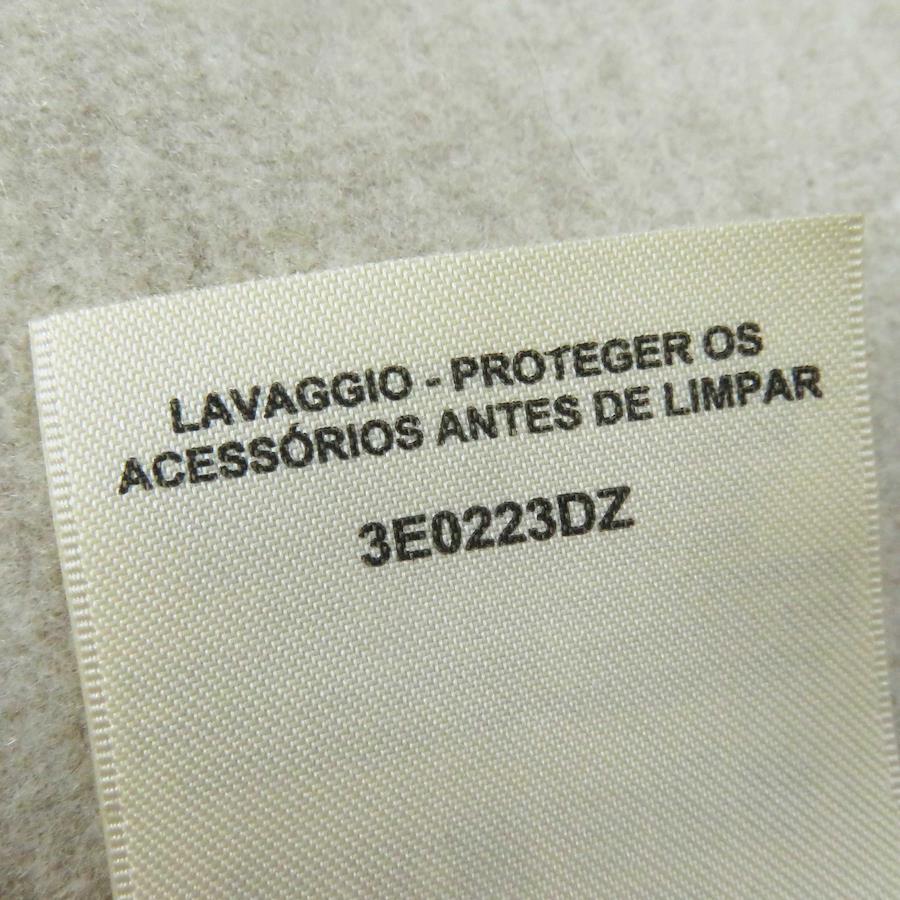 LAVAGGIO - PROTEGER OS
ACESSÓRIOS ANTES DE LIMPAR
3E0223DZ